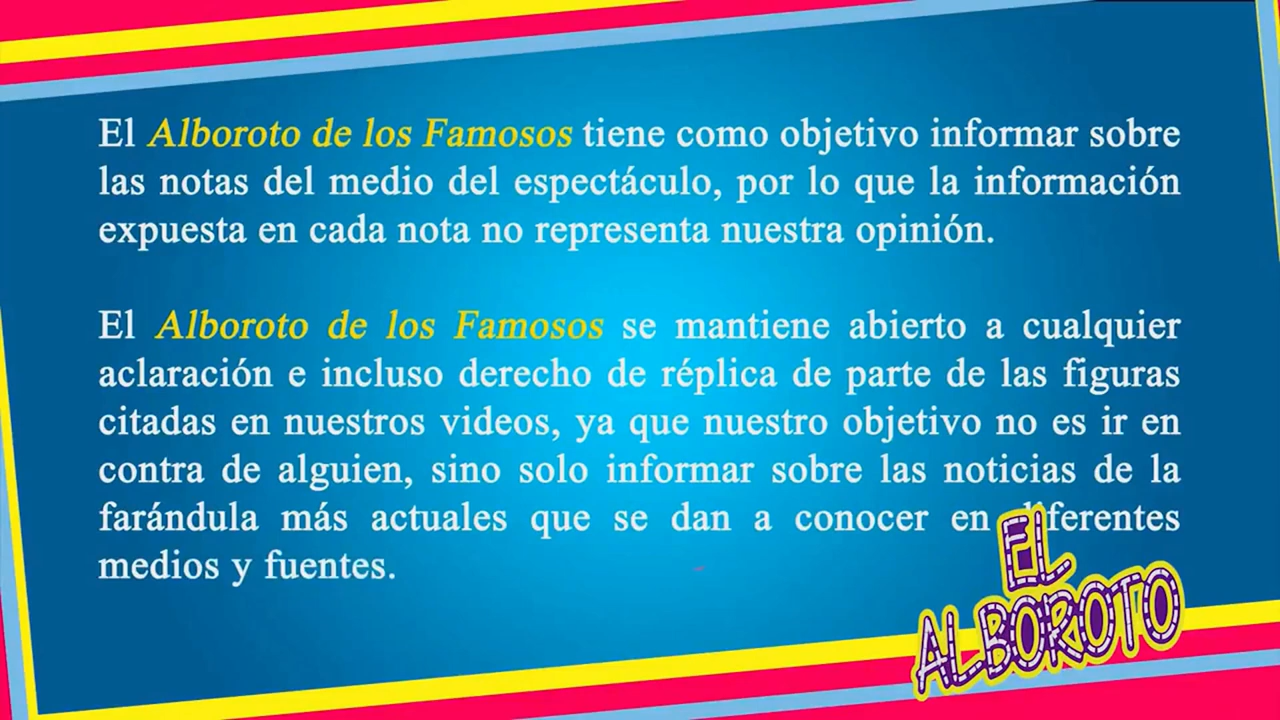 El Alboroto de los Famosos tiene como objetivo informar sobre
las notas del medio del espectáculo, por lo que la información
expuesta en cada nota no representa nuestra opinión.
El Alboroto de los Famosos se mantiene abierto a cualquier
aclaración e incluso derecho de réplica de parte de las figuras
citadas en nuestros videos, ya que nuestro objetivo no es ir en
contra de alguien, sino solo informar sobre las noticias de la
farándula más actuales que se dan a conocer en diferentes
medios y fuentes.
EL
ALBOROTO